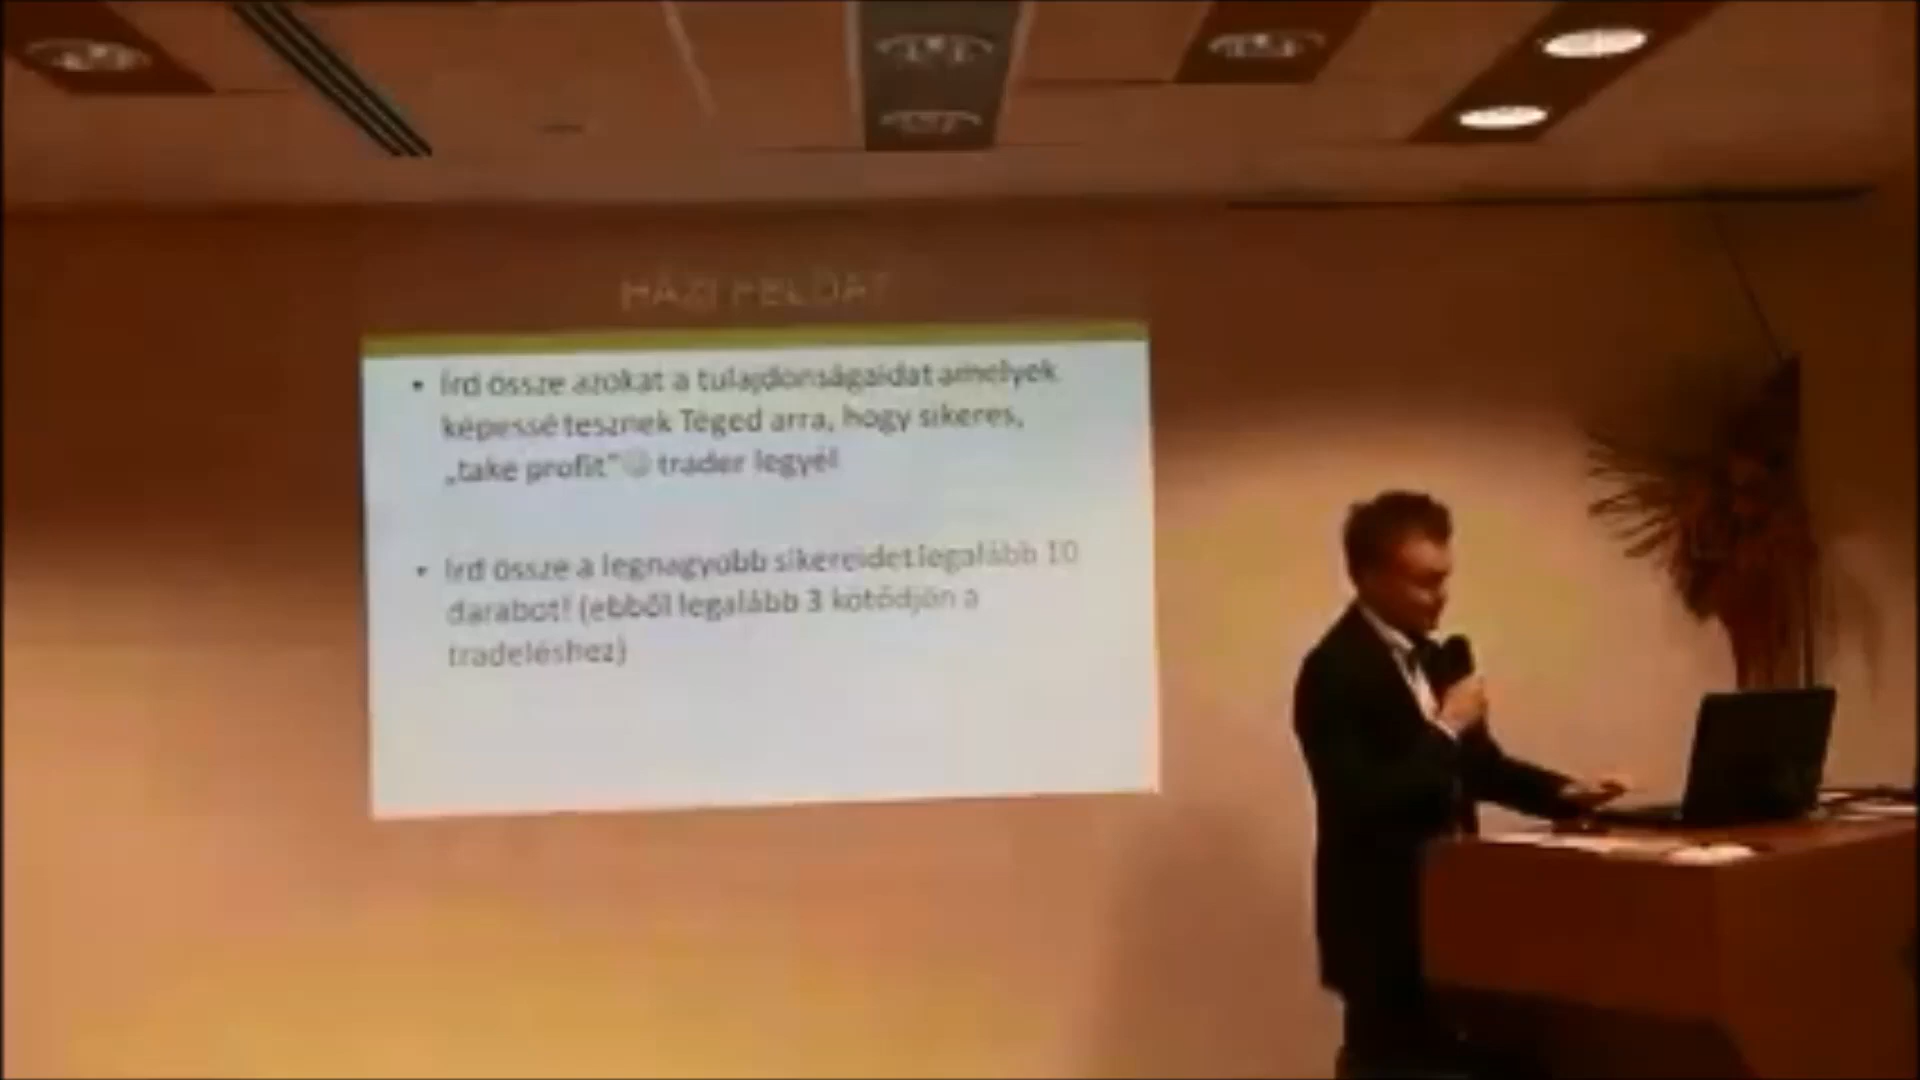 HÁZI FELDAT
• Írd össze azokat a tulajdonságaidat amelyek
képessé tesznek Téged arra, hogy sikeres,
„take profit”☺ trader legyél
• Írd össze a legnagyobb sikereidet legalább 10
darabot! (ebből legalább 3 kötődjön a
tradeléshez)